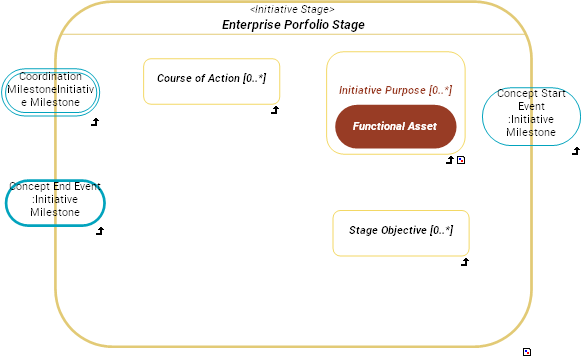 <Initiative Stage>
Enterprise Porfolio Stage
Coordination
MilestoneInitiativ
e Milestone
Course of Action [0..*]
Initiative Purpose [0..*]
Functional Asset
Concept Start
Event
:Initiative
Milestone
Concept End Event
:Initiative
Milestone
Stage Objective [0..*]